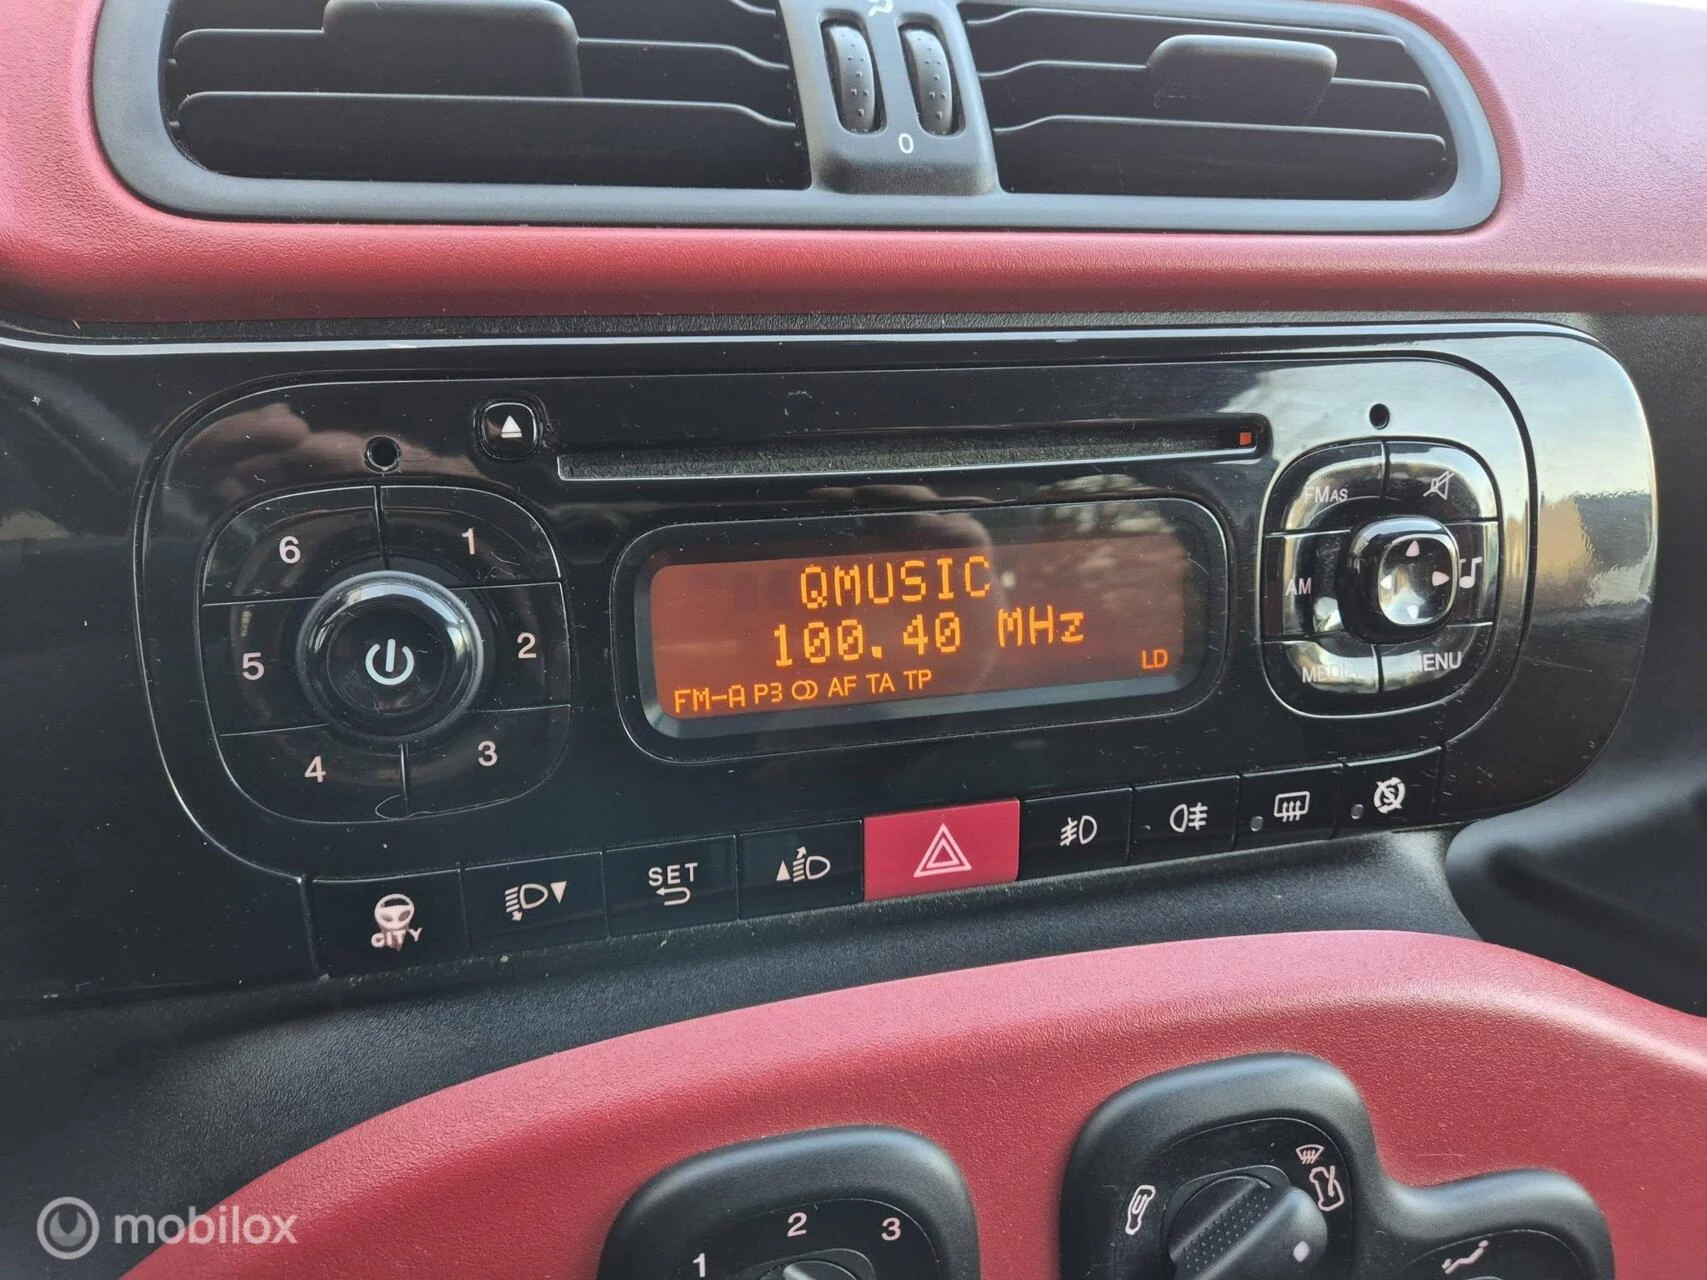 0
6
1
5
2
4
3
QMUSIC
100.40 MHz
FM-A P3 AF TA TP
LD
FMAS
AM
MEDIA
MENU
CITY
SET
1
2
3
mobilox